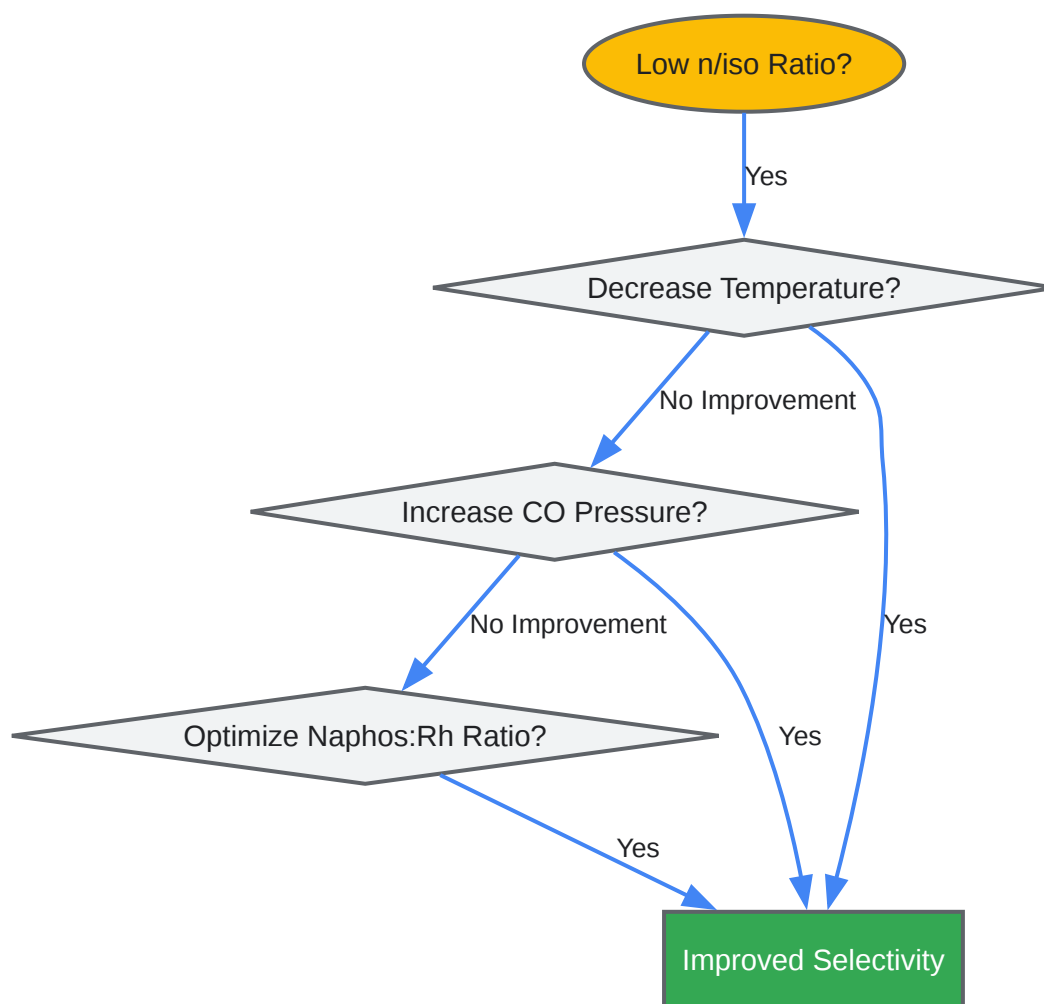 Low n/iso Ratio?
Yes
Decrease Temperature?
No Improvement
Increase CO Pressure?
No Improvement
Yes
Optimize Naphos:Rh Ratio?
Yes
Yes
Improved Selectivity